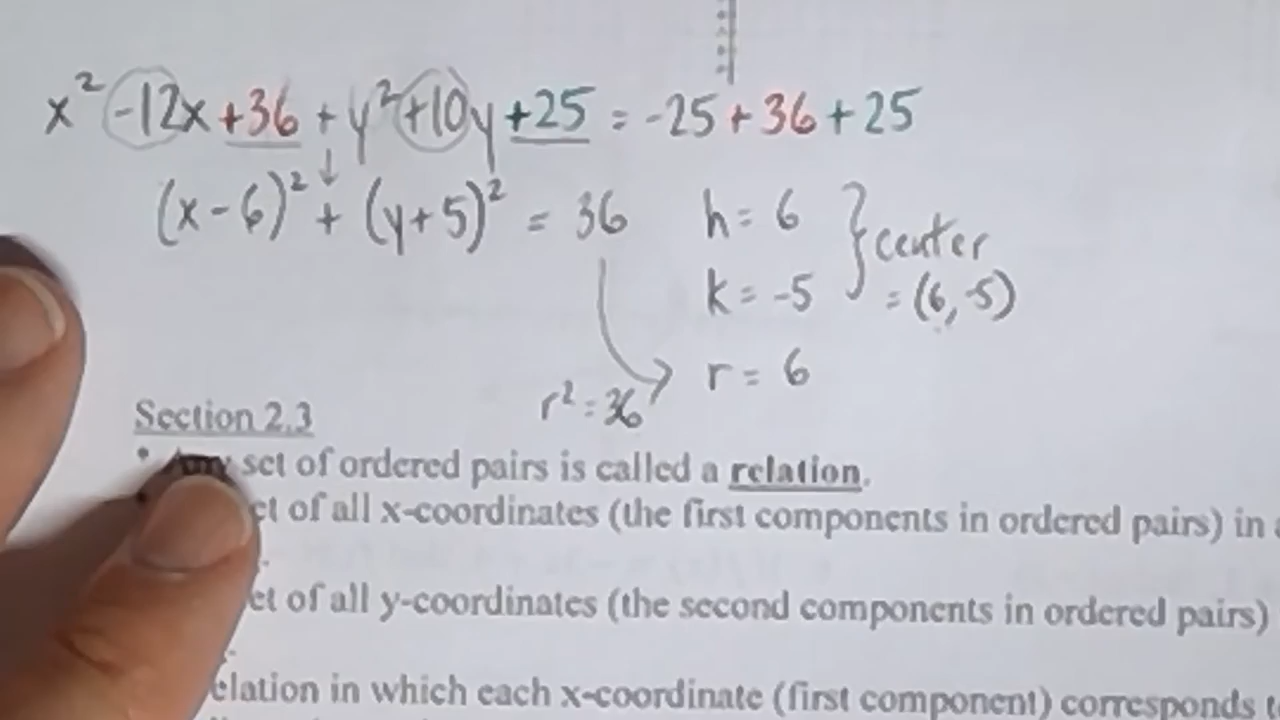 x² -12x +36 + y² +10y +25 = -25 + 36 + 25
(x-6)² + (y+5)² = 36
h = 6
k = -5
} center
= (6, -5)
r² = 36
r = 6
Section 2.3
• Any set of ordered pairs is called a relation.
of all x-coordinates (the first components in ordered pairs) in
of all y-coordinates (the second components in ordered pairs)
in which each x-coordinate (first component) corresponds